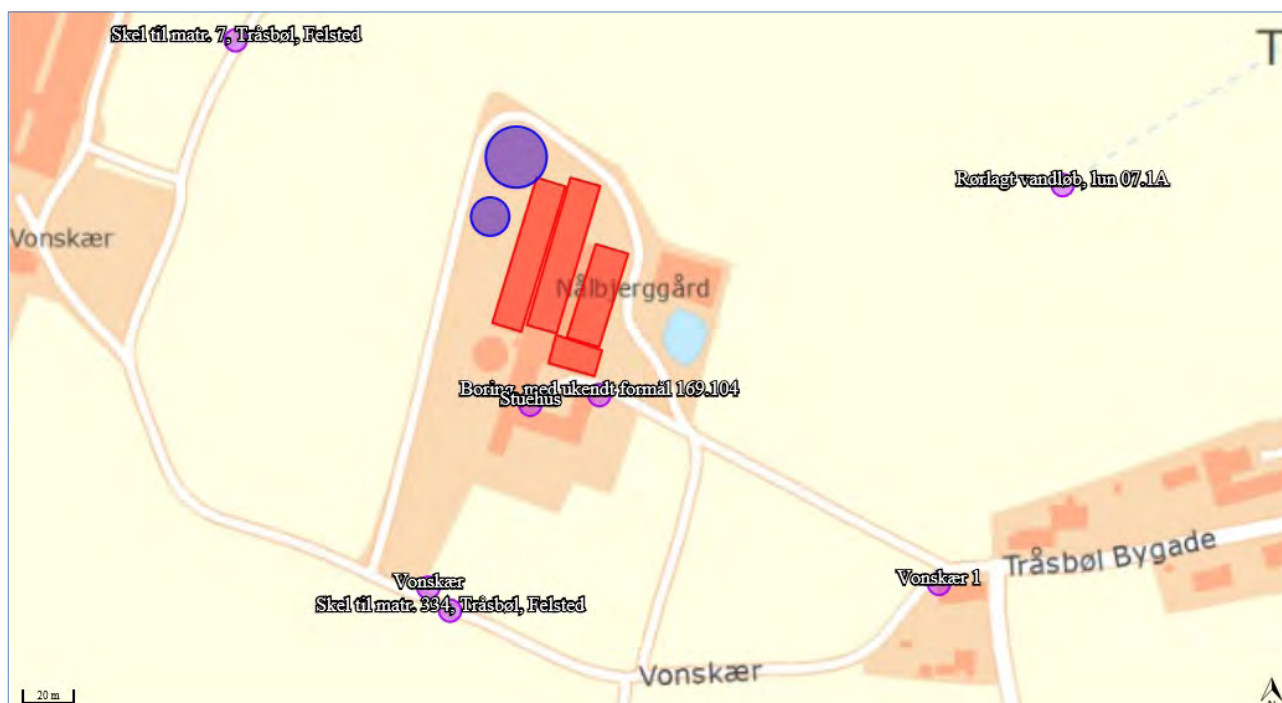 Skel til matr. 7, Tråsbøl, Felsted
T
Rørlagt vandløb, lun 07.1A
Vonskær
Nålbjerggård
Boring, med ukendt formål 169.104
Stuehus
Tråsbøl Bygade
Vonskær
Vonskær 1
Skel til matr. 334, Tråsbøl, Felsted
Vonskær
20 m